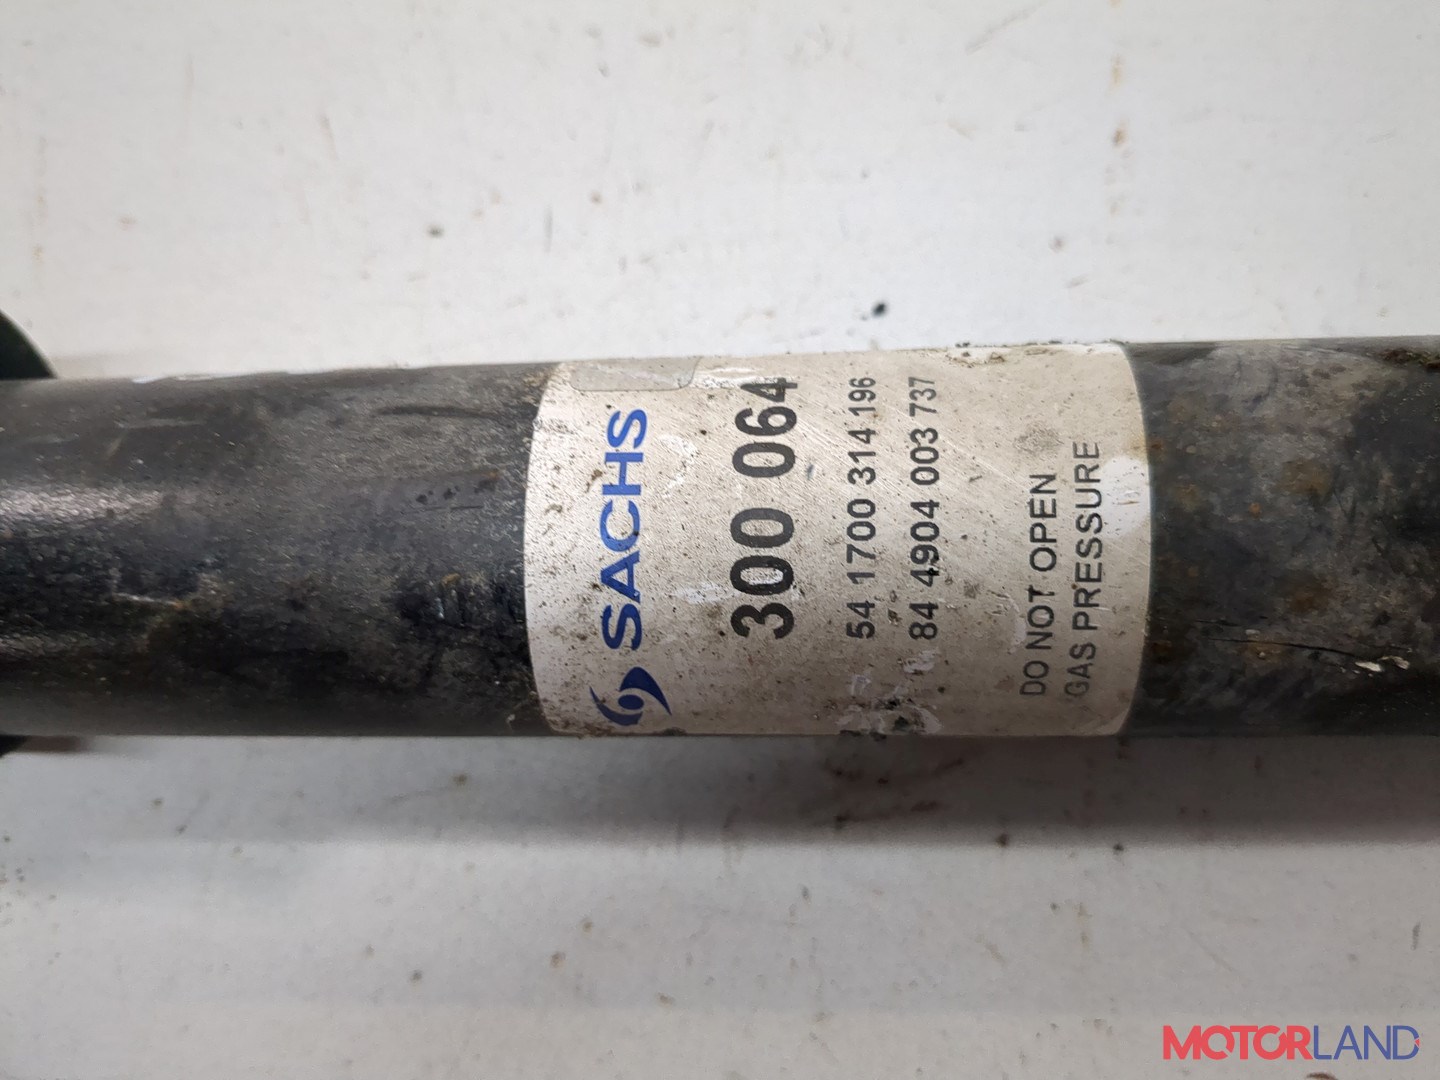 SACHS
300 064
54 1700 314 196
84 4904 003 737
DO NOT OPEN
GAS PRESSURE
MOTORLAND